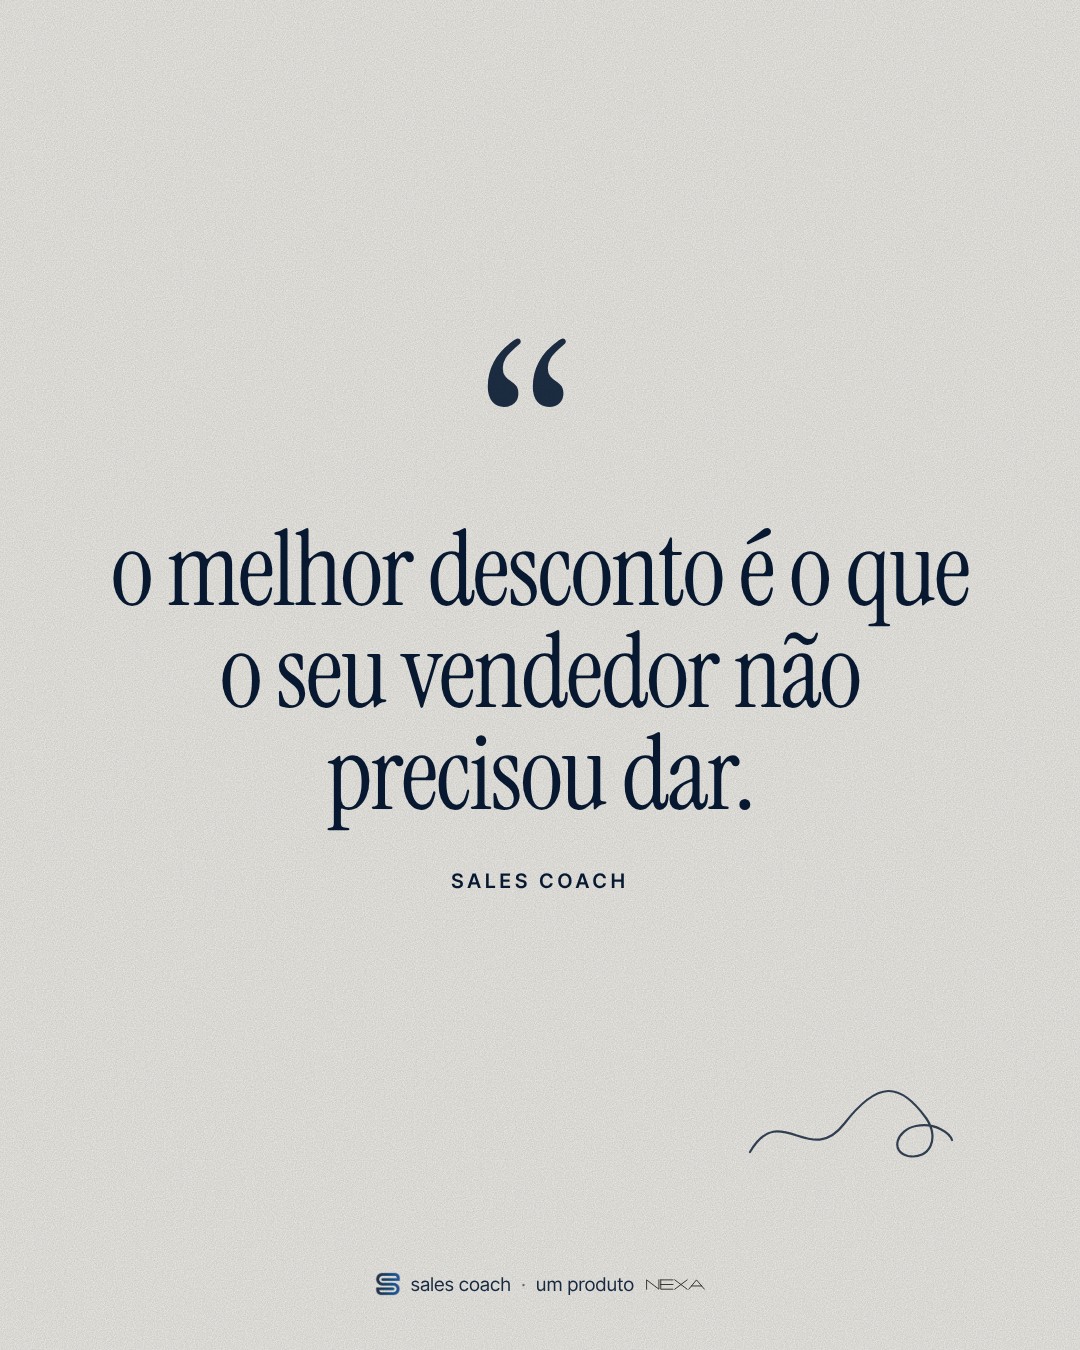 “
o melhor desconto é o que
o seu vendedor não
precisou dar.
SALES COACH
sales coach · um produto NEXA